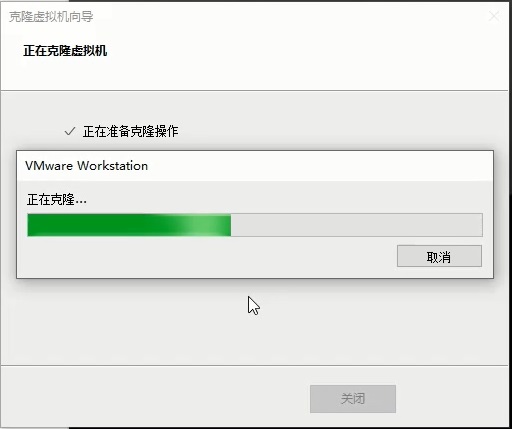 克隆虚拟机向导
正在克隆虚拟机
正在准备克隆操作
VMware Workstation
正在克隆...
取消
关闭